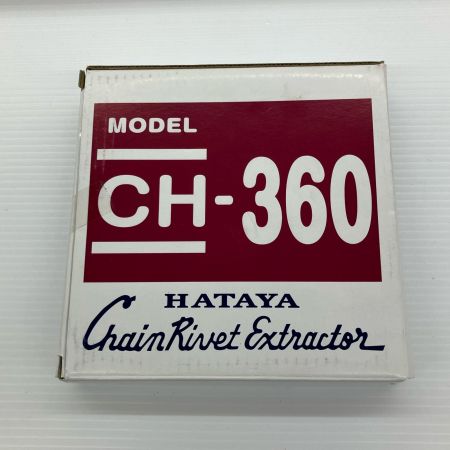 MODEL
CH-360
HATAYA
Chain Rivet Extractor